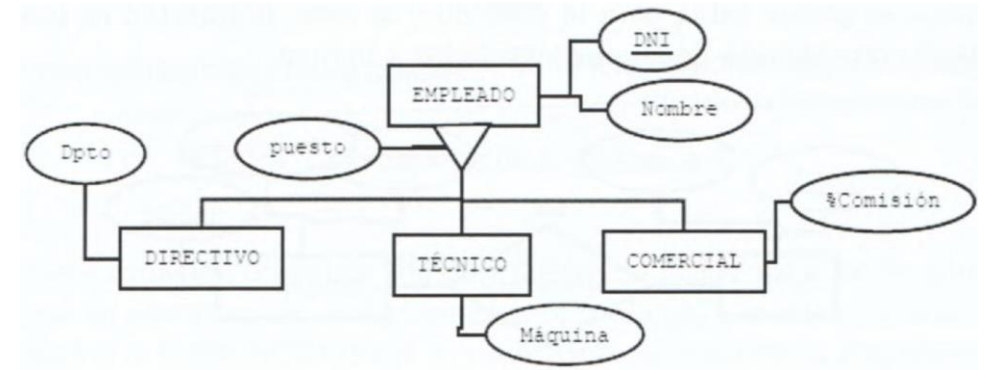 DNI
EMPLEADO
Nombre
puesto
Dpto
%Comisión
DIRECTIVO
TÉCNICO
COMERCIAL
Máquina